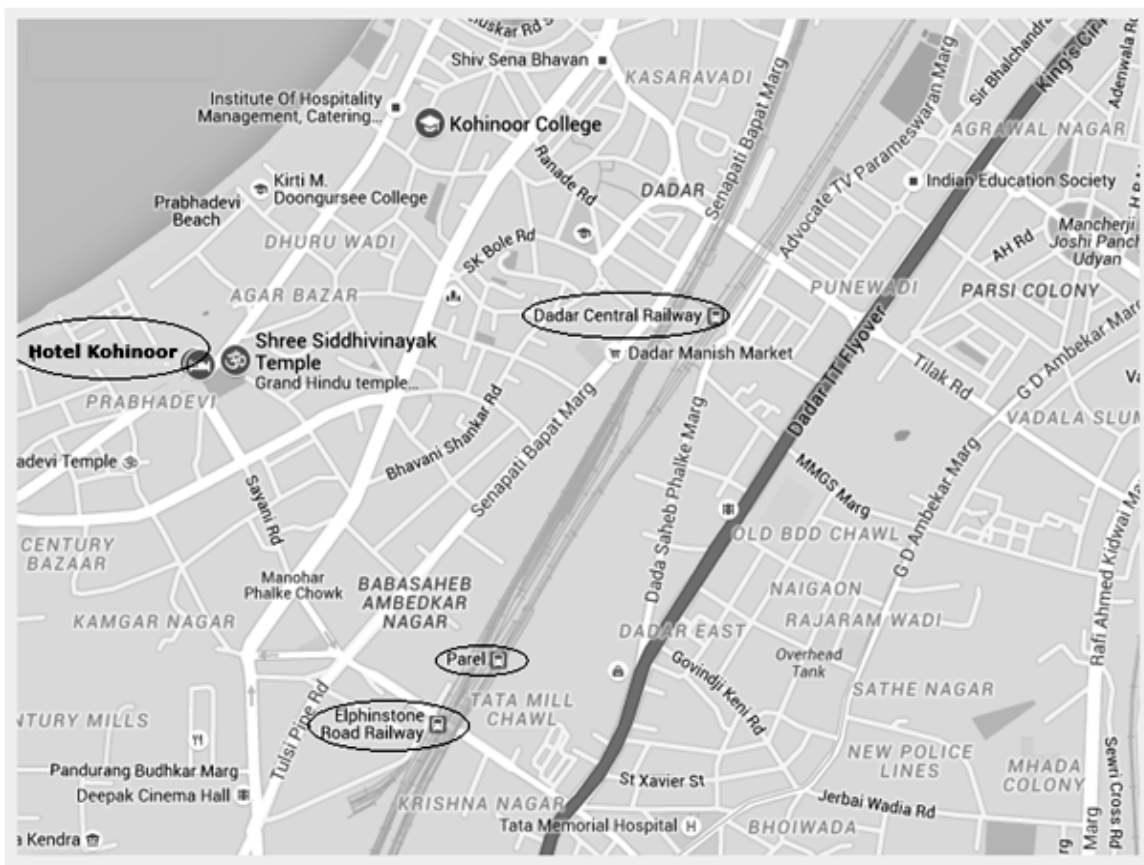 Shiv Sena Bhavan
KASARAVADI
Institute Of Hospitality
Management, Catering...
Kohinoor College
Ranade Rd
DADAR
Senapati Bapat Marg
Advocate TV Parameswaran Marg
Sir Bhalchandra
King's Cir
Adenwala Rd
AGRAWAL NAGAR
Indian Education Society
Kirti M.
Doongursee College
Prabhadevi
Beach
DHURU WADI
SK Bole Rd
AH Rd
Mancherji
Joshi Panch
Udyan
AGAR BAZAR
PUNEWADI
PARSI COLONY
Dadar Central Railway
Hotel Kohinoor
Shree Siddhivinayak
Temple
Grand Hindu temple...
Dadar Manish Market
Dadar T T Flyover
Tilak Rd
G D Ambekar Marg
PRABHADEVI
VADALA SLUM
Bhavani Shankar Rd
Senapati Bapat Marg
Dada Saheb Phalke Marg
adevi Temple
Sayani Rd
MMGS Marg
OLD BDD CHAWL
G D Ambekar Marg
Rafi Ahmed Kidwai Ma
CENTURY
BAZAAR
Manohar
Phalke Chowk
BABASAHEB
AMBEDKAR
NAGAR
NAIGAON
KAMGAR NAGAR
DADAR EAST
RAJARAM WADI
Parel
Govindji Keni Rd
Overhead
Tank
SATHE NAGAR
TATA MILL
CHAWL
NTURY MILLS
Tulsi Pipe Rd
Elphinstone
Road Railway
NEW POLICE
LINES
MHADA
COLONY
Sewri Cross Rd
Pandurang Budhkar Marg
Deepak Cinema Hall
St Xavier St
KRISHNA NAGAR
Jerbai Wadia Rd
Tata Memorial Hospital
BHOIWADA
Marg
a Kendra